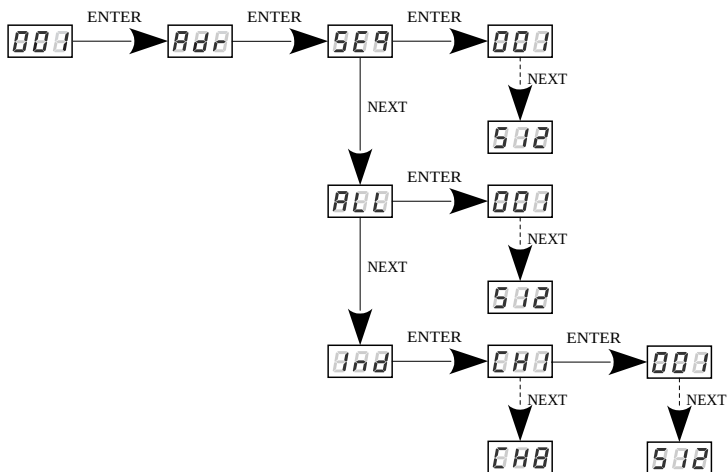 ENTER ENTER ENTER
001 Adr SEQ 001
NEXT
NEXT
512
ENTER
ALL 001
NEXT
NEXT
512
ENTER ENTER
Ind CH1 001
NEXT NEXT
CH8 512